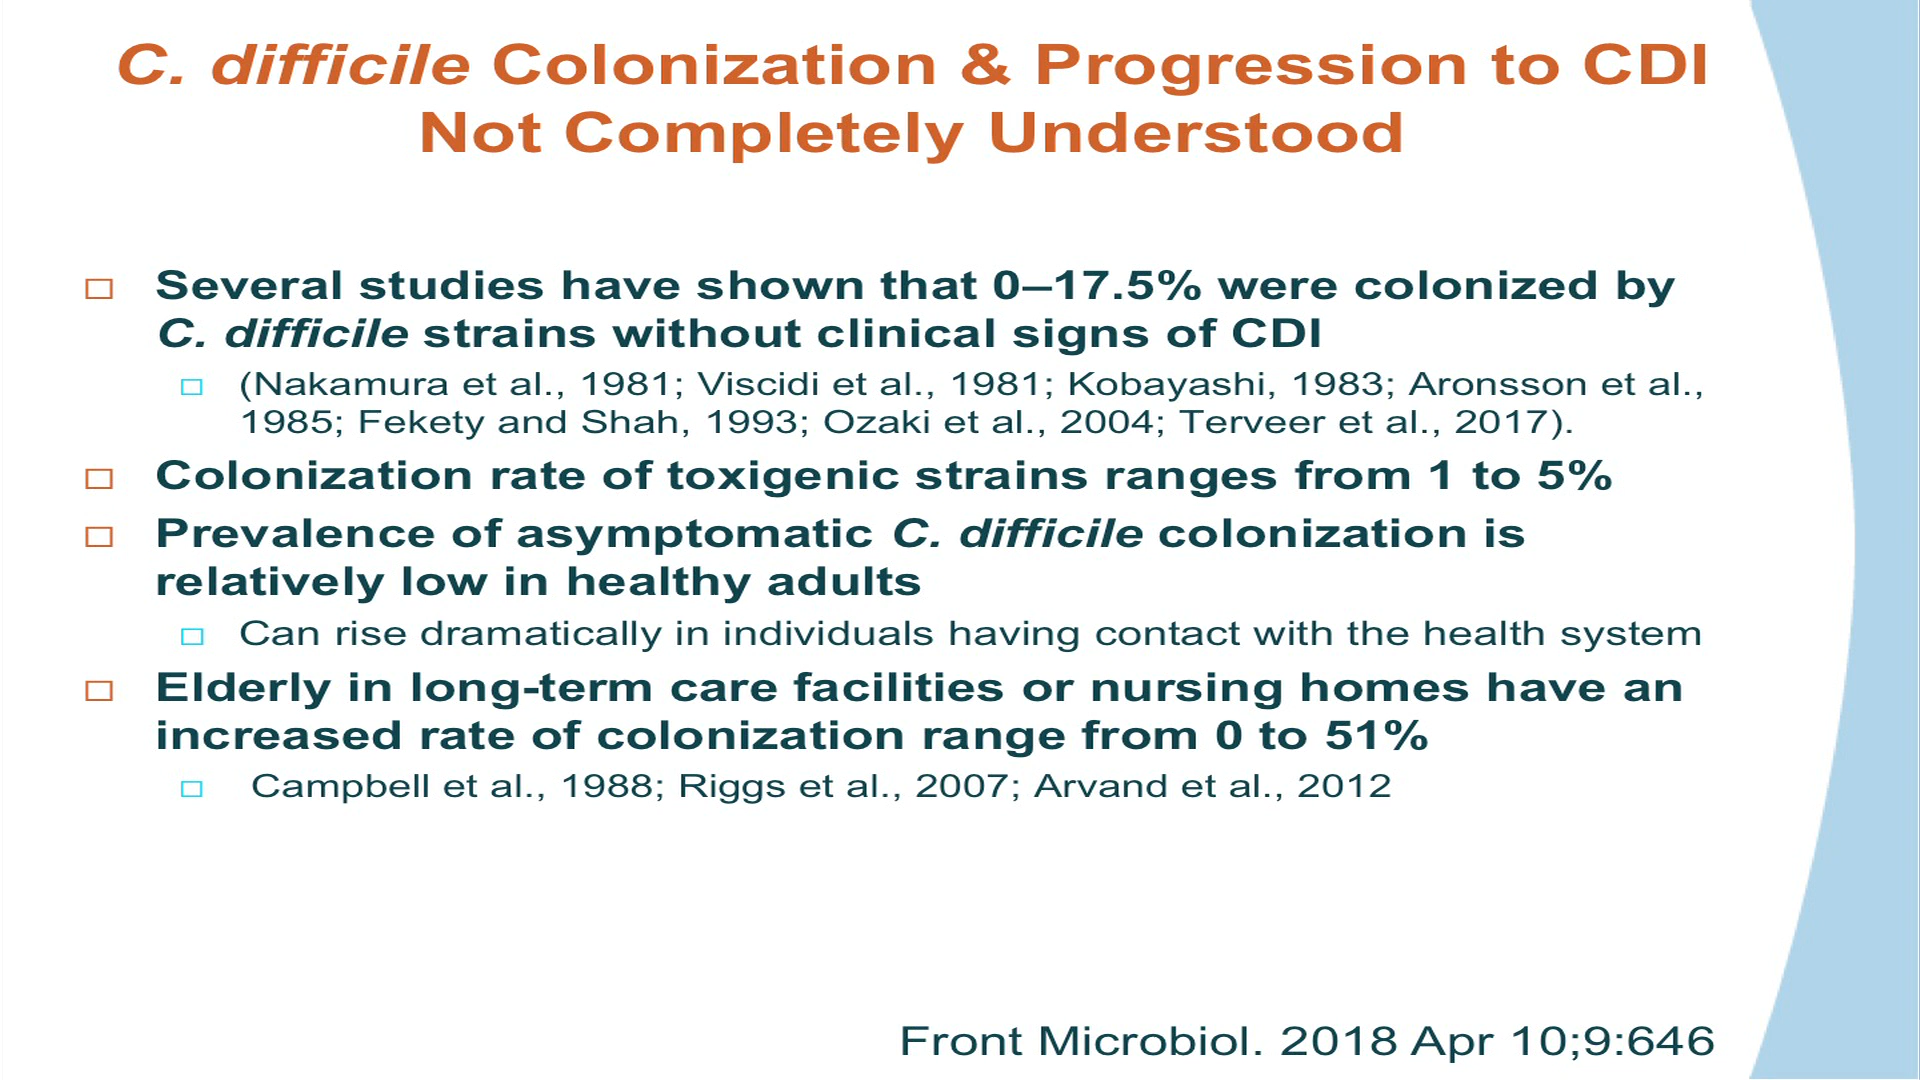 C. difficile Colonization & Progression to CDI
Not Completely Understood
Several studies have shown that 0–17.5% were colonized by
C. difficile strains without clinical signs of CDI
(Nakamura et al., 1981; Viscidi et al., 1981; Kobayashi, 1983; Aronsson et al.,
1985; Fekety and Shah, 1993; Ozaki et al., 2004; Terveer et al., 2017).
Colonization rate of toxigenic strains ranges from 1 to 5%
Prevalence of asymptomatic C. difficile colonization is
relatively low in healthy adults
Can rise dramatically in individuals having contact with the health system
Elderly in long-term care facilities or nursing homes have an
increased rate of colonization range from 0 to 51%
Campbell et al., 1988; Riggs et al., 2007; Arvand et al., 2012
Front Microbiol. 2018 Apr 10;9:646